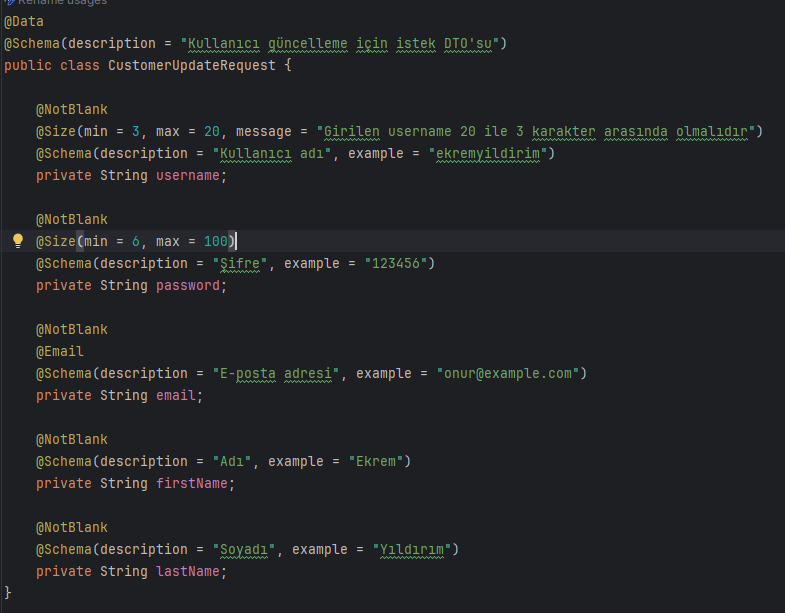 Rename usages
@Data
@Schema(description = "Kullanıcı güncelleme için istek DTO'su")
public class CustomerUpdateRequest {
@NotBlank
@Size(min = 3, max = 20, message = "Girilen username 20 ile 3 karakter arasında olmalıdır")
@Schema(description = "Kullanıcı adı", example = "ekremyildirim")
private String username;
@NotBlank
@Size(min = 6, max = 100)
@Schema(description = "Şifre", example = "123456")
private String password;
@NotBlank
@Email
@Schema(description = "E-posta adresi", example = "onur@example.com")
private String email;
@NotBlank
@Schema(description = "Adı", example = "Ekrem")
private String firstName;
@NotBlank
@Schema(description = "Soyadı", example = "Yıldırım")
private String lastName;
}